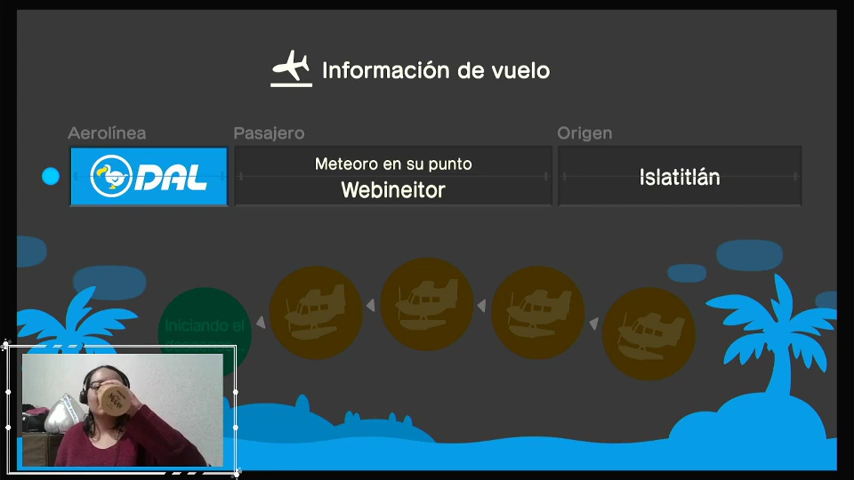 Información de vuelo
Aerolínea
Pasajero
Origen
DAL
Meteoro en su punto
Webineitor
Islatitlán
Iniciando el